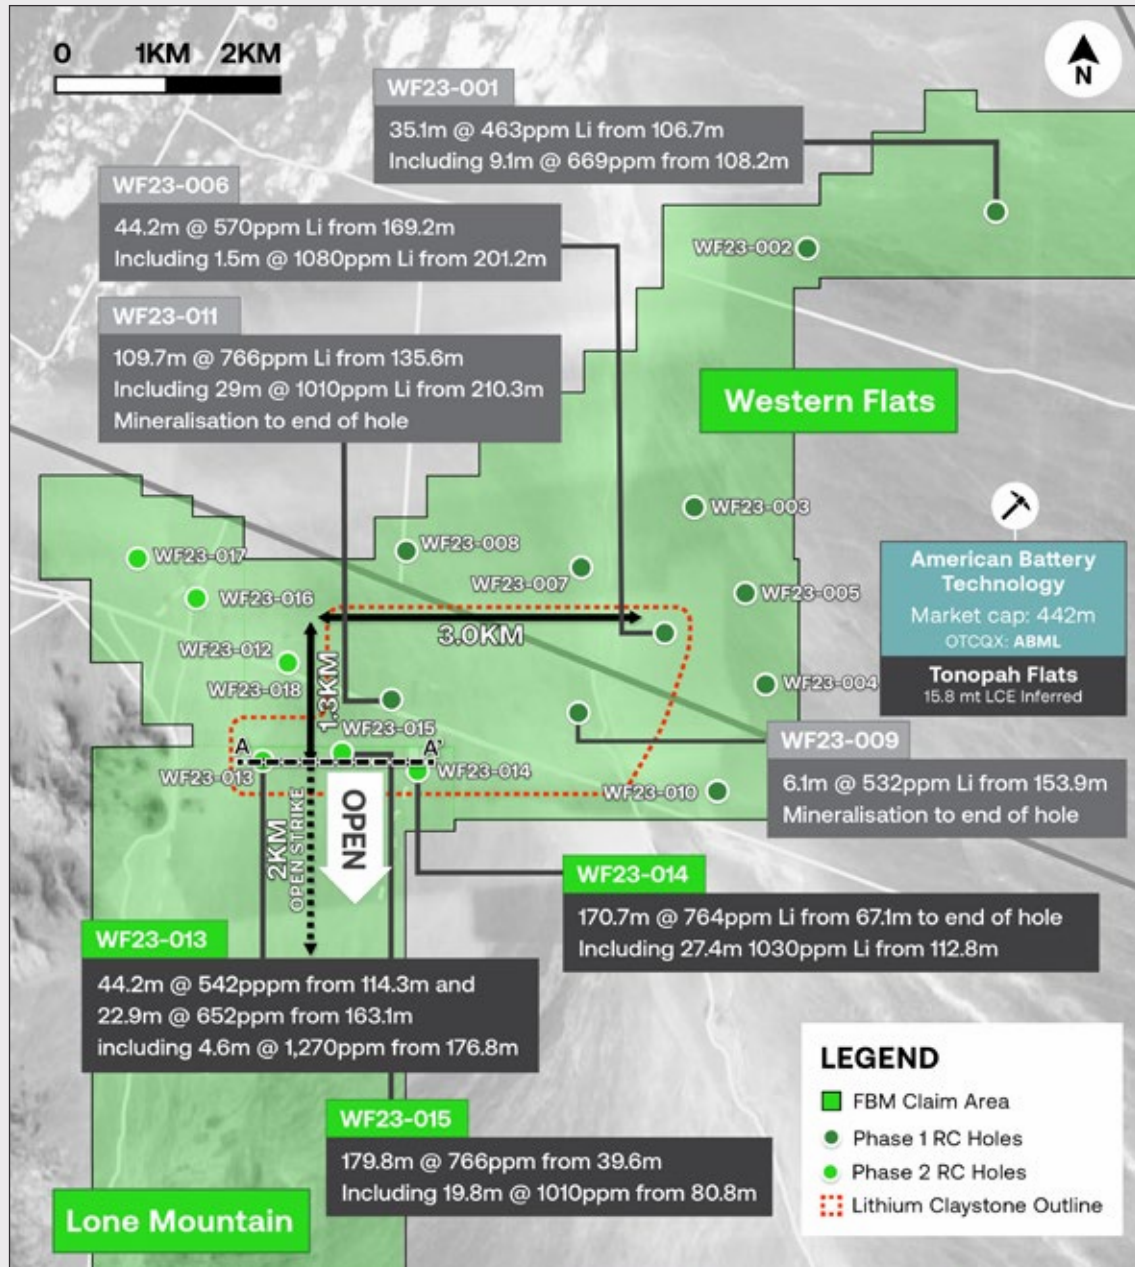 0 1KM 2KM
N
WF23-001
35.1m @ 463ppm Li from 106.7m
Including 9.1m @ 669ppm from 108.2m
WF23-006
44.2m @ 570ppm Li from 169.2m
Including 1.5m @ 1080ppm Li from 201.2m
WF23-002
WF23-011
109.7m @ 766ppm Li from 135.6m
Including 29m @ 1010ppm Li from 210.3m
Mineralisation to end of hole
Western Flats
WF23-003
WF23-008
WF23-017
WF23-007
WF23-016
WF23-005
American Battery
Technology
Market cap: 442m
OTCQX: ABML
Tonopah Flats
15.8 mt LCE Inferred
3.0KM
WF23-012
WF23-018
1.3KM
WF23-004
WF23-015
A A'
WF23-013
WF23-014
WF23-010
WF23-009
6.1m @ 532ppm Li from 153.9m
Mineralisation to end of hole
2KM
OPEN STRIKE
OPEN
WF23-014
170.7m @ 764ppm Li from 67.1m to end of hole
Including 27.4m 1030ppm Li from 112.8m
WF23-013
44.2m @ 542pppm from 114.3m and
22.9m @ 652ppm from 163.1m
including 4.6m @ 1,270ppm from 176.8m
WF23-015
179.8m @ 766ppm from 39.6m
Including 19.8m @ 1010ppm from 80.8m
LEGEND
FBM Claim Area
Phase 1 RC Holes
Phase 2 RC Holes
Lithium Claystone Outline
Lone Mountain